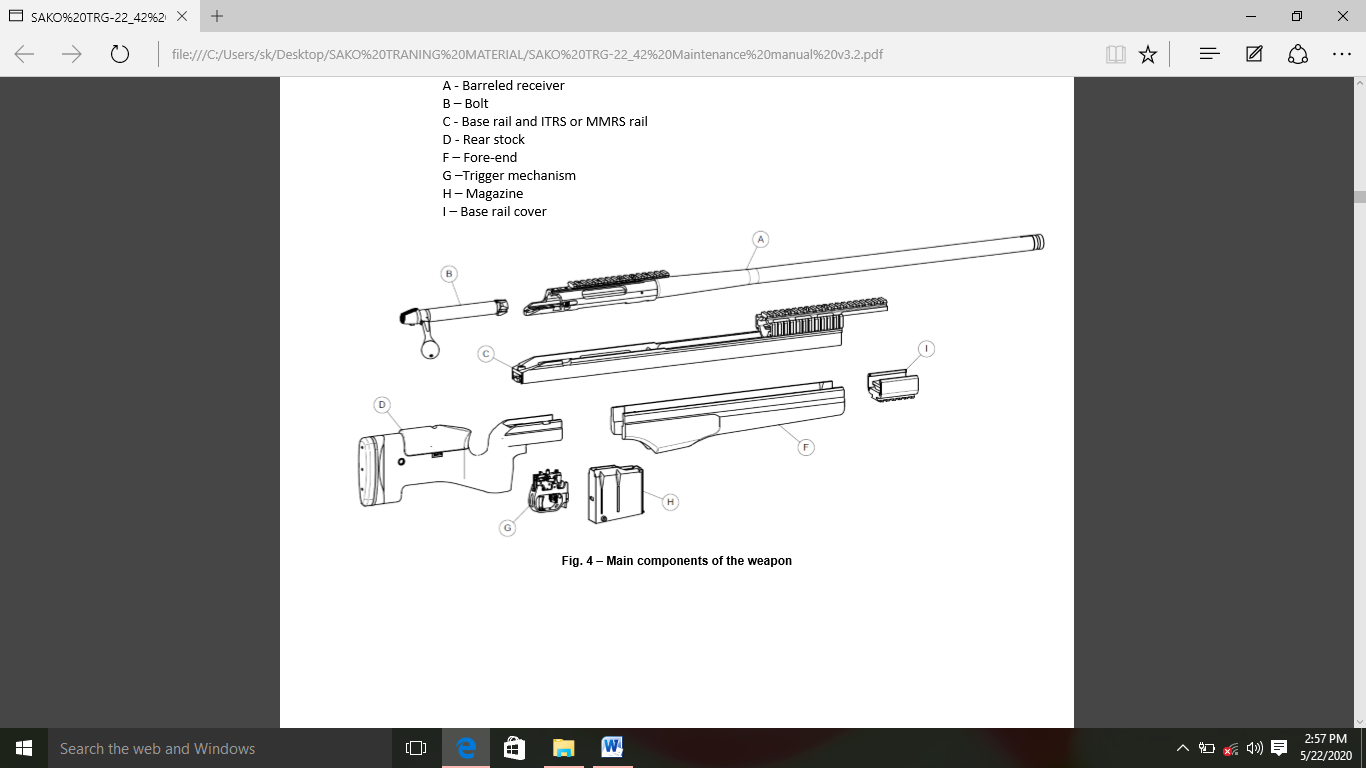 SAKO%20TRG-22_42%2
file:///C:/Users/sk/Desktop/SAKO%20TRANING%20MATERIAL/SAKO%20TRG-22_42%20Maintenance%20manual%20v3.2.pdf
A - Barreled receiver
B – Bolt
C - Base rail and ITRS or MMRS rail
D - Rear stock
F – Fore-end
G –Trigger mechanism
H – Magazine
I – Base rail cover
A
B
C
I
D
F
H
G
Fig. 4 – Main components of the weapon
Search the web and Windows
2:57 PM
5/22/2020